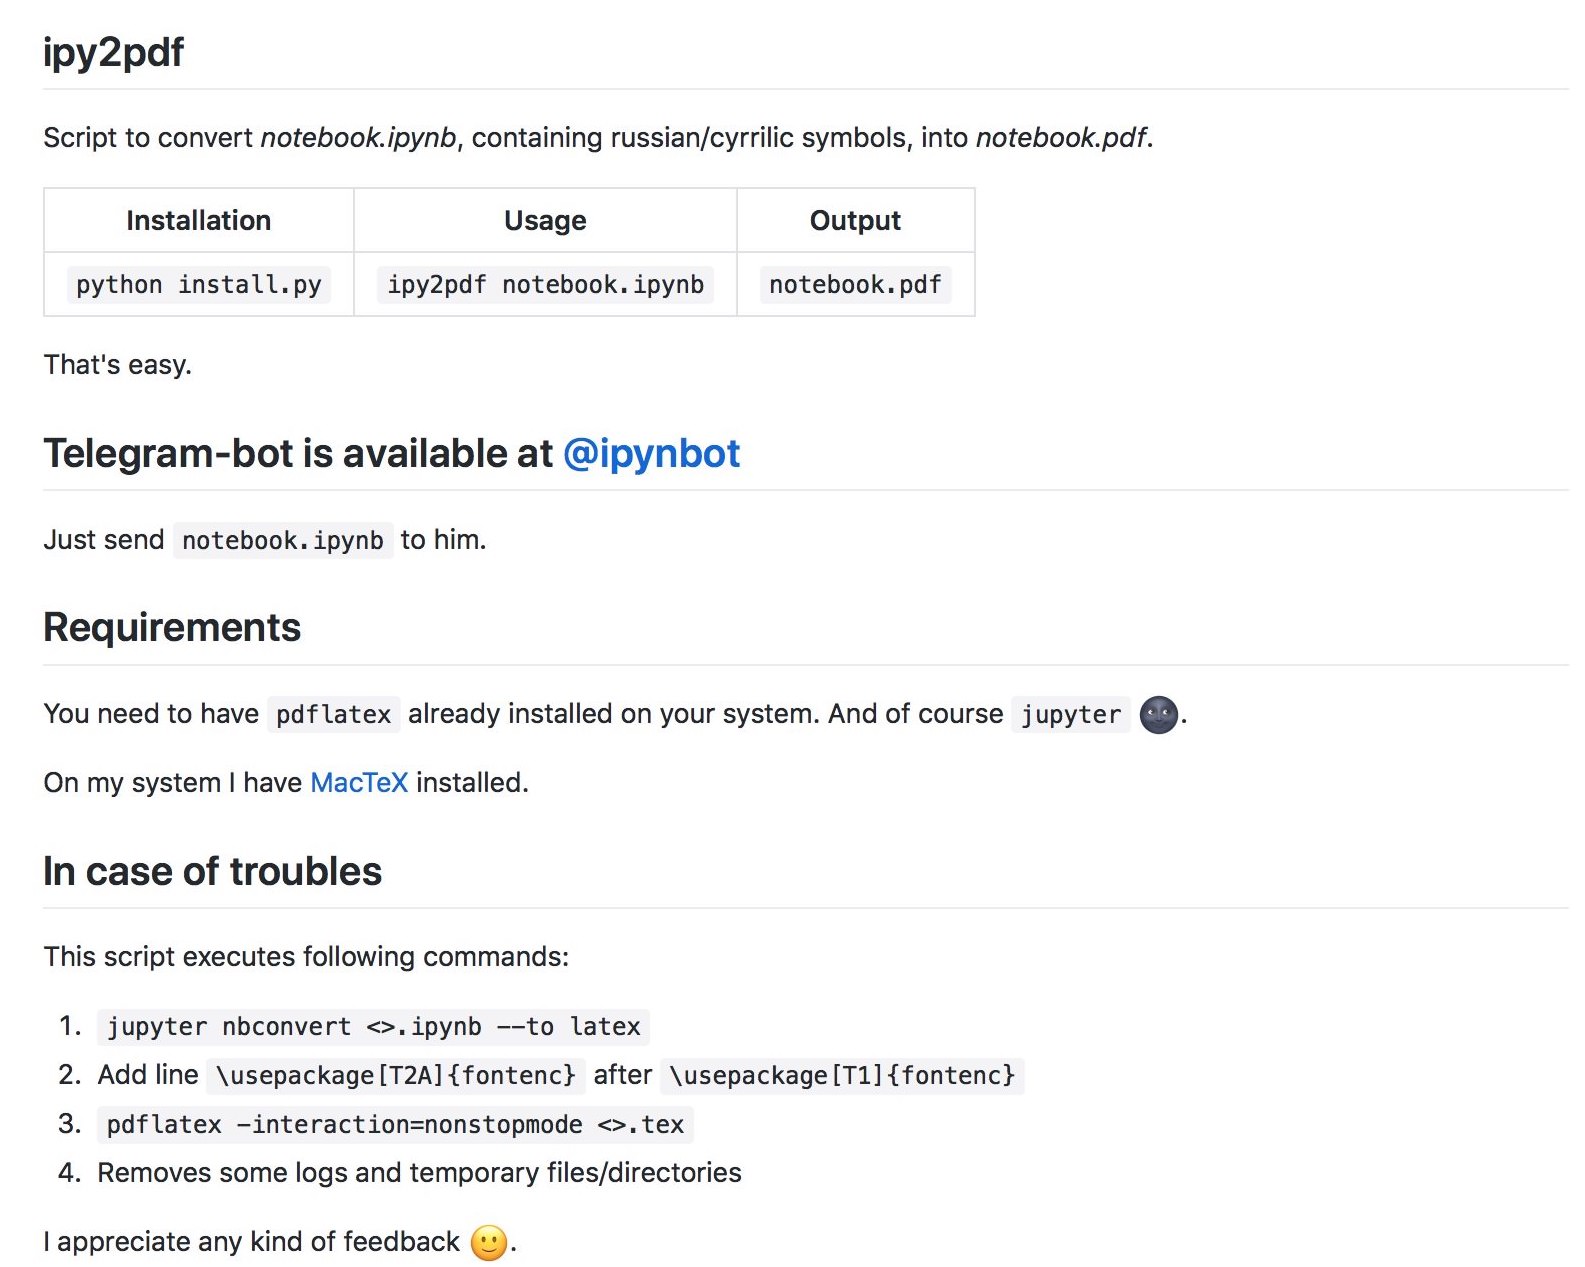 ipy2pdf
Script to convert notebook.ipynb, containing russian/cyrrilic symbols, into notebook.pdf.
Installation Usage Output
python install.py ipy2pdf notebook.ipynb notebook.pdf
That's easy.
Telegram-bot is available at @ipynbot
Just send notebook.ipynb to him.
Requirements
You need to have pdflatex already installed on your system. And of course jupyter 🌚.
On my system I have MacTeX installed.
In case of troubles
This script executes following commands:
1. jupyter nbconvert <>.ipynb --to latex
2. Add line \usepackage[T2A]{fontenc} after \usepackage[T1]{fontenc}
3. pdflatex -interaction=nonstopmode <>.tex
4. Removes some logs and temporary files/directories
I appreciate any kind of feedback 🙂.